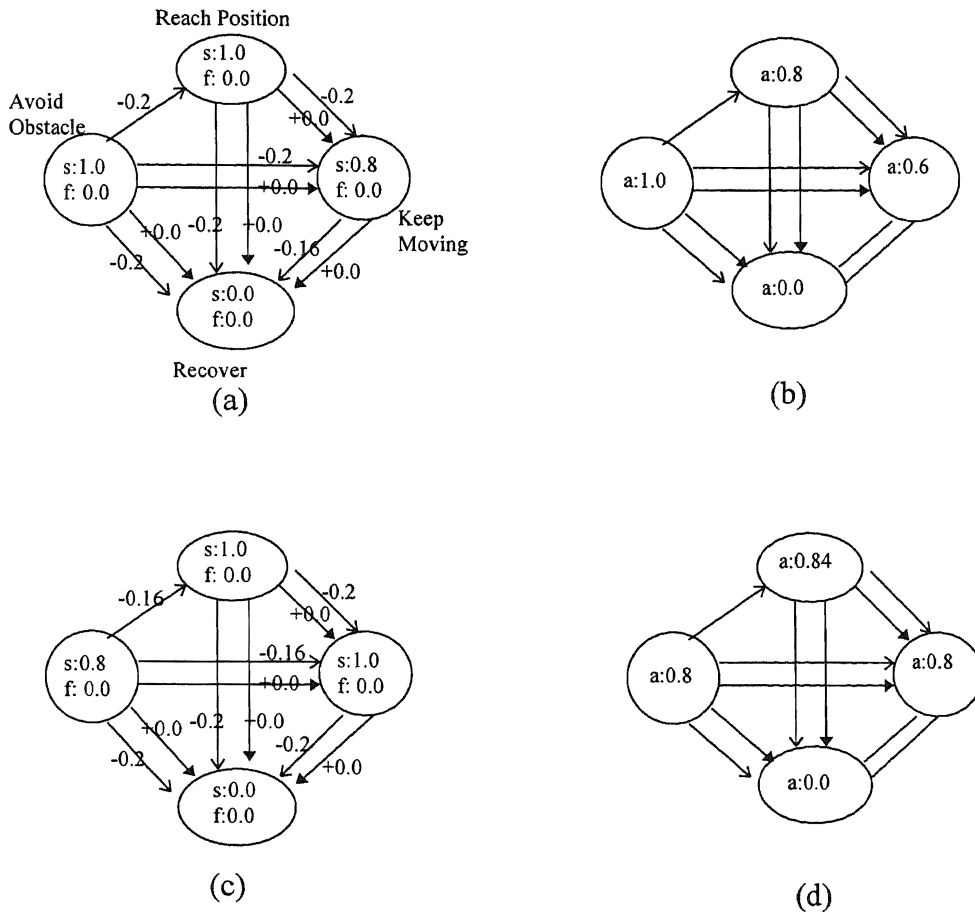 Reach Position
s:1.0
f: 0.0
Avoid
Obstacle
-0.2
-0.2
+0.0
s:1.0
f: 0.0
-0.2
+0.0
s:0.8
f: 0.0
+0.0
-0.2
-0.2
+0.0
-0.16
+0.0
Keep
Moving
s:0.0
f:0.0
Recover
(a)
a:0.8
a:1.0
a:0.6
a:0.0
(b)
s:1.0
f: 0.0
-0.16
-0.2
+0.0
s:0.8
f: 0.0
-0.16
+0.0
s:1.0
f: 0.0
+0.0
-0.2
-0.2
+0.0
-0.2
+0.0
s:0.0
f:0.0
(c)
a:0.84
a:0.8
a:0.8
a:0.0
(d)